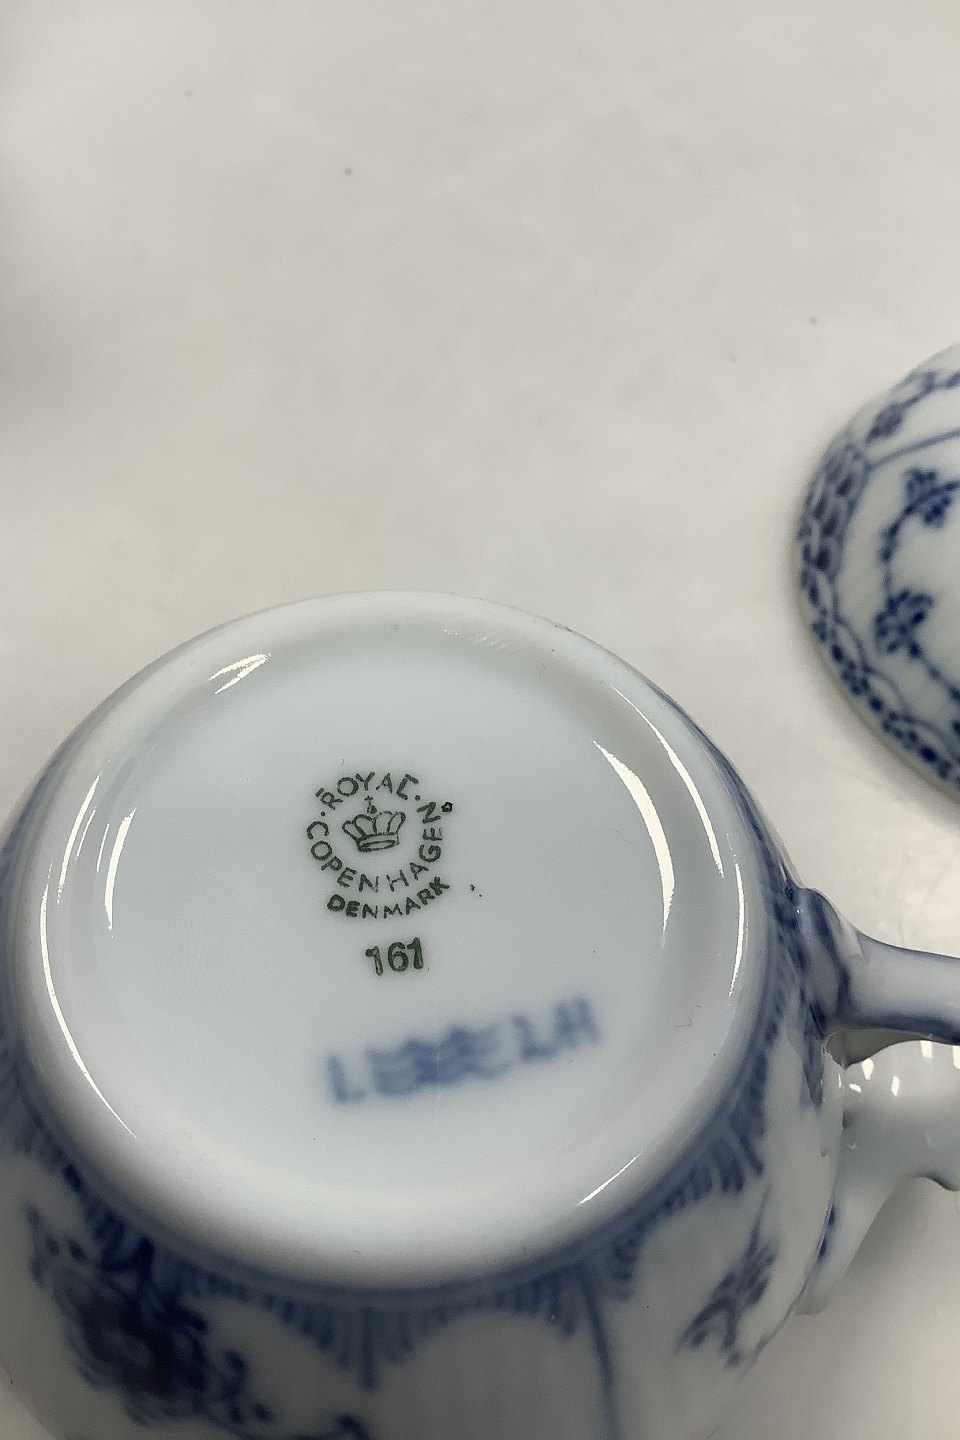 ROYAL
COPENHAGEN
DENMARK
161